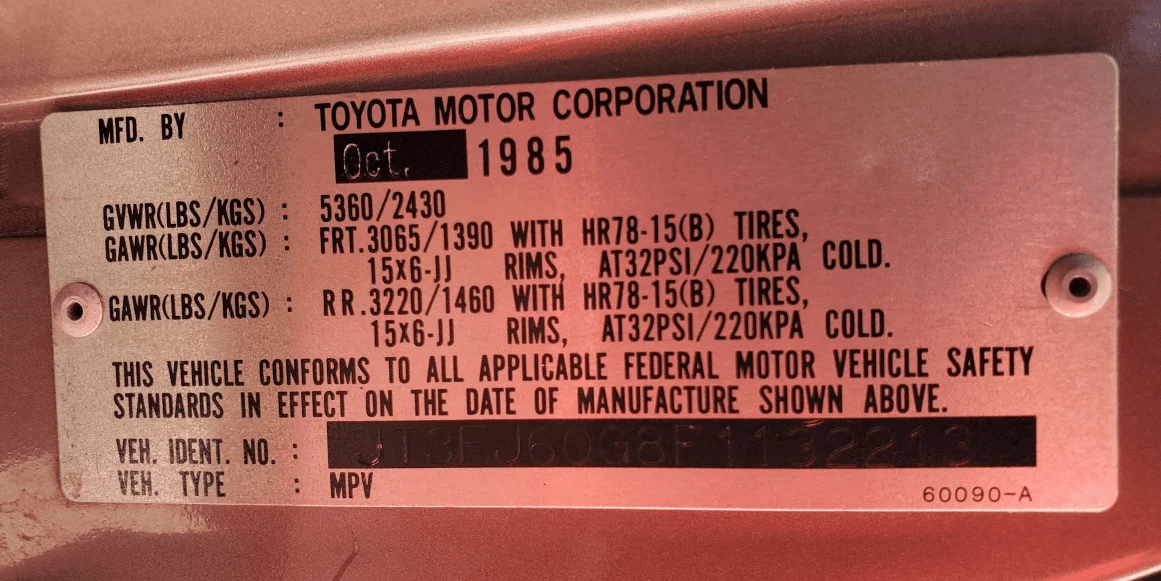 MFD. BY : TOYOTA MOTOR CORPORATION
Oct. 1985
GVWR(LBS/KGS) : 5360/2430
GAWR(LBS/KGS) : FRT.3065/1390 WITH HR78-15(B) TIRES,
15x6-JJ RIMS, AT32PSI/220KPA COLD.
GAWR(LBS/KGS) : RR.3220/1460 WITH HR78-15(B) TIRES,
15x6-JJ RIMS, AT32PSI/220KPA COLD.
THIS VEHICLE CONFORMS TO ALL APPLICABLE FEDERAL MOTOR VEHICLE SAFETY
STANDARDS IN EFFECT ON THE DATE OF MANUFACTURE SHOWN ABOVE.
VEH. IDENT. NO. : JT3FJ60G8F1132213
VEH. TYPE : MPV
60090-A